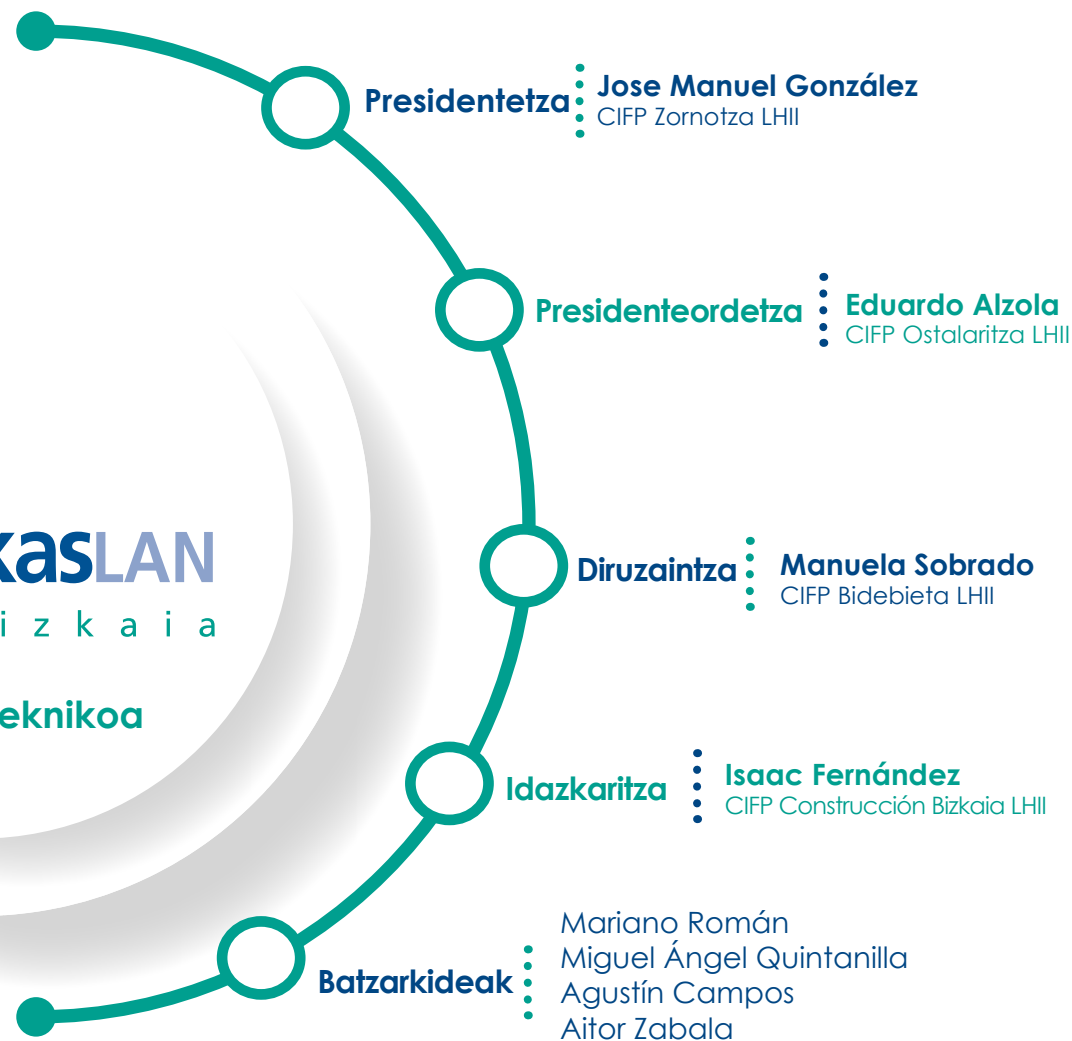 Presidentetza
Jose Manuel González
CIFP Zornotza LHII
Presidenteordetza
Eduardo Alzola
CIFP Ostalaritza LHII
kasLAN
izkaia
Diruzaintza
Manuela Sobrado
CIFP Bidebieta LHII
eknikoa
Idazkaritza
Isaac Fernández
CIFP Construcción Bizkaia LHII
Batzarkideak
Mariano Román
Miguel Ángel Quintanilla
Agustín Campos
Aitor Zabala